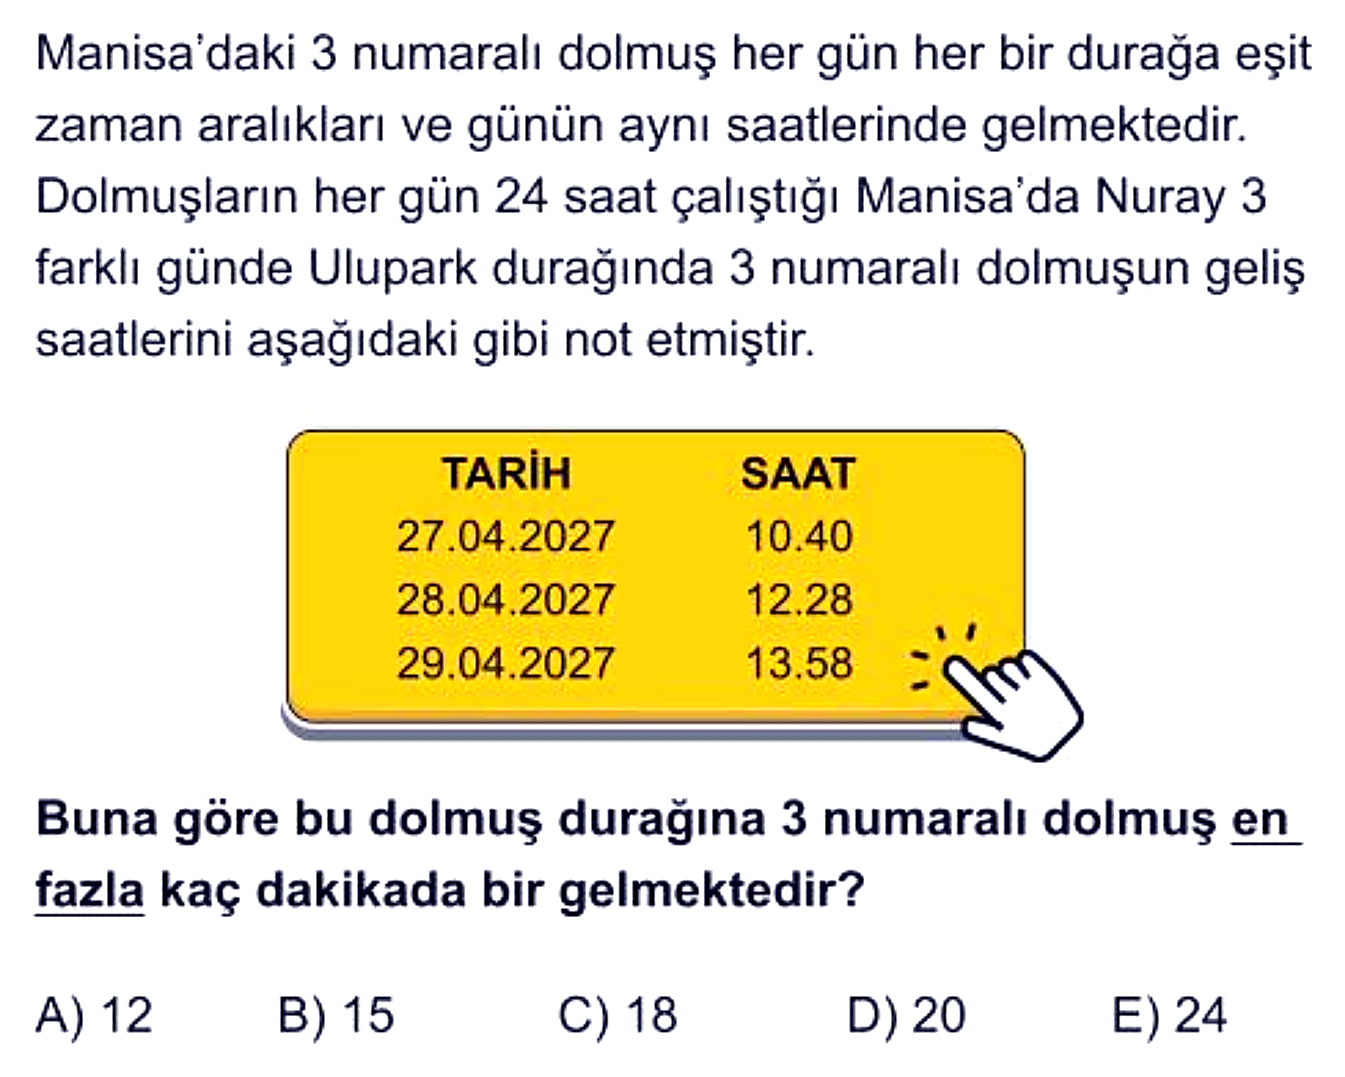 Manisa'daki 3 numaralı dolmuş her gün her bir durağa eşit
zaman aralıkları ve günün aynı saatlerinde gelmektedir.
Dolmuşların her gün 24 saat çalıştığı Manisa'da Nuray 3
farklı günde Ulupark durağında 3 numaralı dolmuşun geliş
saatlerini aşağıdaki gibi not etmiştir.
TARİH SAAT
27.04.2027 10.40
28.04.2027 12.28
29.04.2027 13.58
Buna göre bu dolmuş durağına 3 numaralı dolmuş en
fazla kaç dakikada bir gelmektedir?
A) 12 B) 15 C) 18 D) 20 E) 24